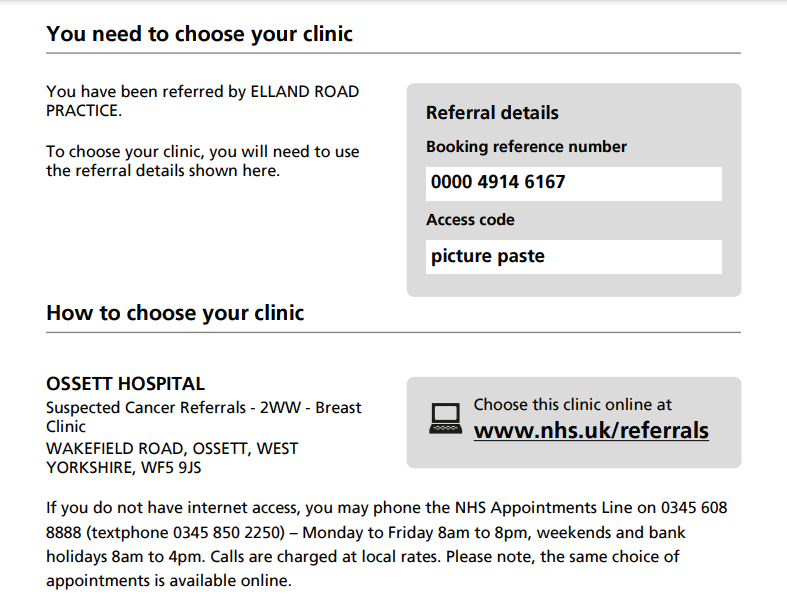 You need to choose your clinic
You have been referred by ELLAND ROAD
PRACTICE.
To choose your clinic, you will need to use
the referral details shown here.
Referral details
Booking reference number
0000 4914 6167
Access code
picture paste
How to choose your clinic
OSSETT HOSPITAL
Suspected Cancer Referrals - 2WW - Breast
Clinic
WAKEFIELD ROAD, OSSETT, WEST
YORKSHIRE, WF5 9JS
Choose this clinic online at
www.nhs.uk/referrals
If you do not have internet access, you may phone the NHS Appointments Line on 0345 608
8888 (textphone 0345 850 2250) – Monday to Friday 8am to 8pm, weekends and bank
holidays 8am to 4pm. Calls are charged at local rates. Please note, the same choice of
appointments is available online.